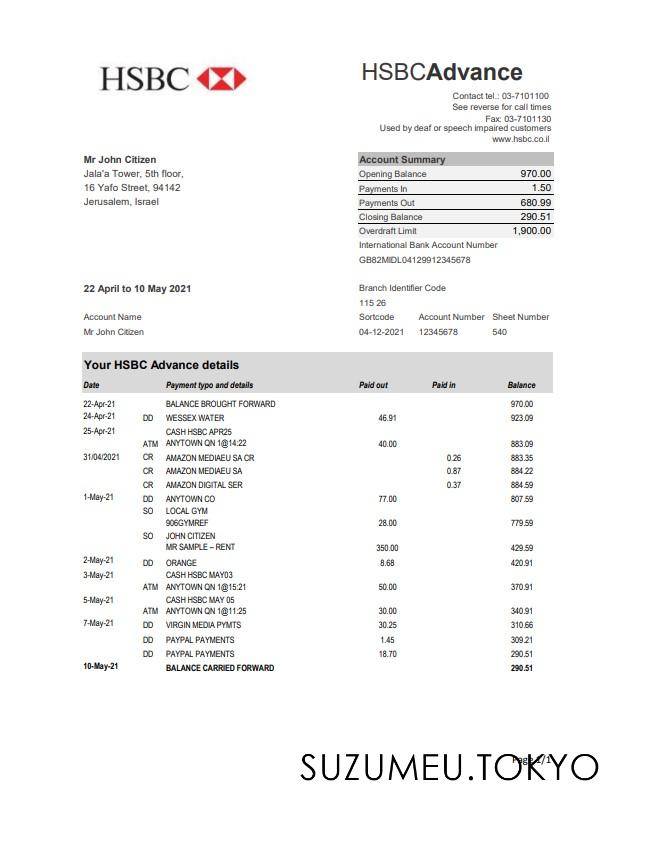 HSBC
HSBCAdvance
Contact tel.: 03-7101100
See reverse for call times
Fax: 03-7101130
Used by deaf or speech impaired customers
www.hsbc.co.il
Mr John Citizen
Jala'a Tower, 5th floor,
16 Yafo Street, 94142
Jerusalem, Israel
Account Summary
Opening Balance 970.00
Payments In 1.50
Payments Out 680.99
Closing Balance 290.51
Overdraft Limit 1,900.00
International Bank Account Number
GB82MIDL04129912345678
22 April to 10 May 2021
Branch Identifier Code
115 26
Account Name Sortcode Account Number Sheet Number
Mr John Citizen 04-12-2021 12345678 540
Your HSBC Advance details
Date Payment typo and details Paid out Paid in Balance
22-Apr-21 BALANCE BROUGHT FORWARD 970.00
24-Apr-21 DD WESSEX WATER 46.91 923.09
25-Apr-21 CASH HSBC APR25
ATM ANYTOWN QN 1@14:22 40.00 883.09
31/04/2021 CR AMAZON MEDIAEU SA CR 0.26 883.35
CR AMAZON MEDIAEU SA 0.87 884.22
CR AMAZON DIGITAL SER 0.37 884.59
1-May-21 DD ANYTOWN CO 77.00 807.59
SO LOCAL GYM
906GYMREF 28.00 779.59
SO JOHN CITIZEN
MR SAMPLE – RENT 350.00 429.59
2-May-21 DD ORANGE 8.68 420.91
3-May-21 CASH HSBC MAY03
ATM ANYTOWN QN 1@15:21 50.00 370.91
5-May-21 CASH HSBC MAY 05
ATM ANYTOWN QN 1@11:25 30.00 340.91
7-May-21 DD VIRGIN MEDIA PYMTS 30.25 310.66
DD PAYPAL PAYMENTS 1.45 309.21
DD PAYPAL PAYMENTS 18.70 290.51
10-May-21 BALANCE CARRIED FORWARD 290.51
Page 1/1
SUZUMEU.TOKYO